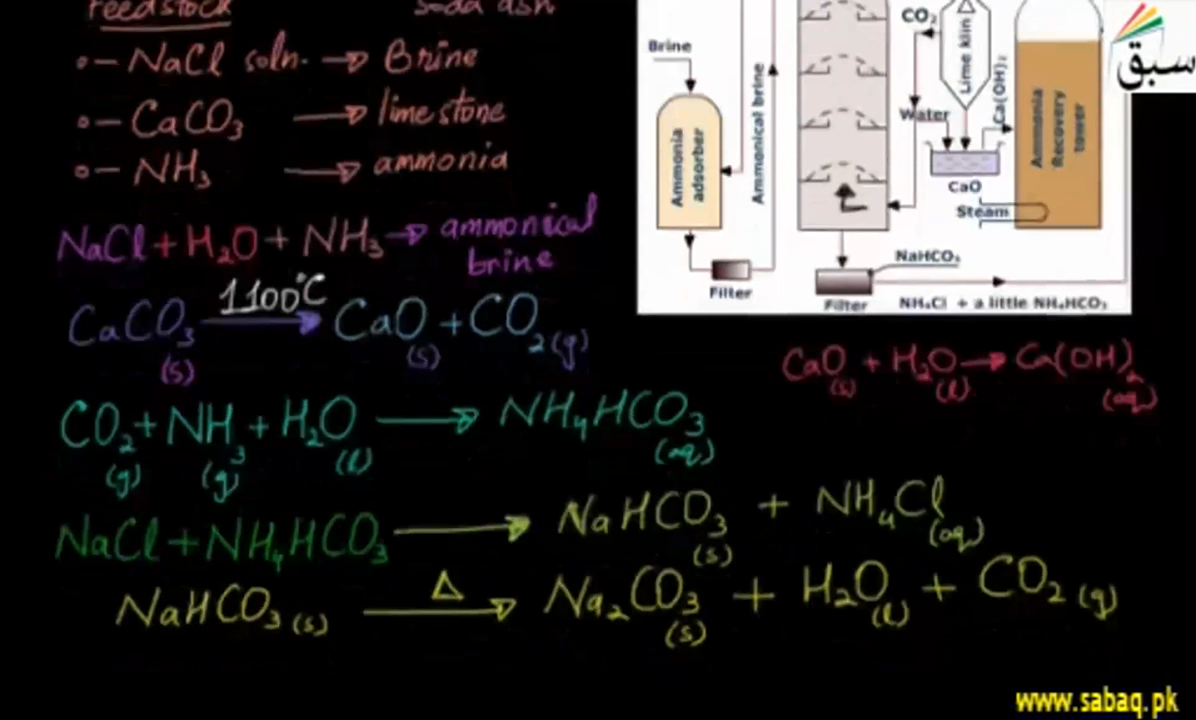 Feedstock
soda ash
o— NaCl soln. → Brine
o— CaCO3 → limestone
o— NH3 → ammonia
NaCl + H2O + NH3 → ammonical brine
CaCO3 (s) 1100°C → CaO (s) + CO2 (g)
CO2 (g) + NH3 (g) + H2O (l) → NH4HCO3 (aq)
NaCl + NH4HCO3 → NaHCO3 (s) + NH4Cl (aq)
NaHCO3 (s) Δ → Na2CO3 (s) + H2O (l) + CO2 (g)
Brine
Ammonia adsorber
Filter
Ammonical brine
CO2
Lime klin
Water
Ca(OH)2
CaO
Steam
Ammonia Recovery tower
NaHCO3
Filter
NH4Cl + a little NH4HCO3
CaO (s) + H2O (l) → Ca(OH)2 (aq)
سبق
www.sabaq.pk